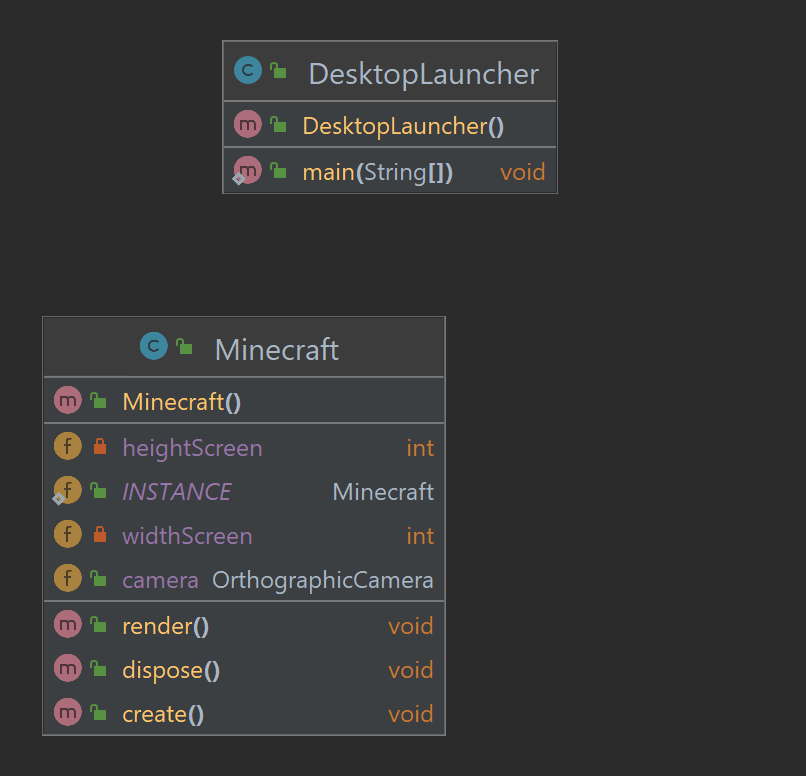 DesktopLauncher
DesktopLauncher()
main(String[]) void
Minecraft
Minecraft()
heightScreen int
INSTANCE Minecraft
widthScreen int
camera OrthographicCamera
render() void
dispose() void
create() void